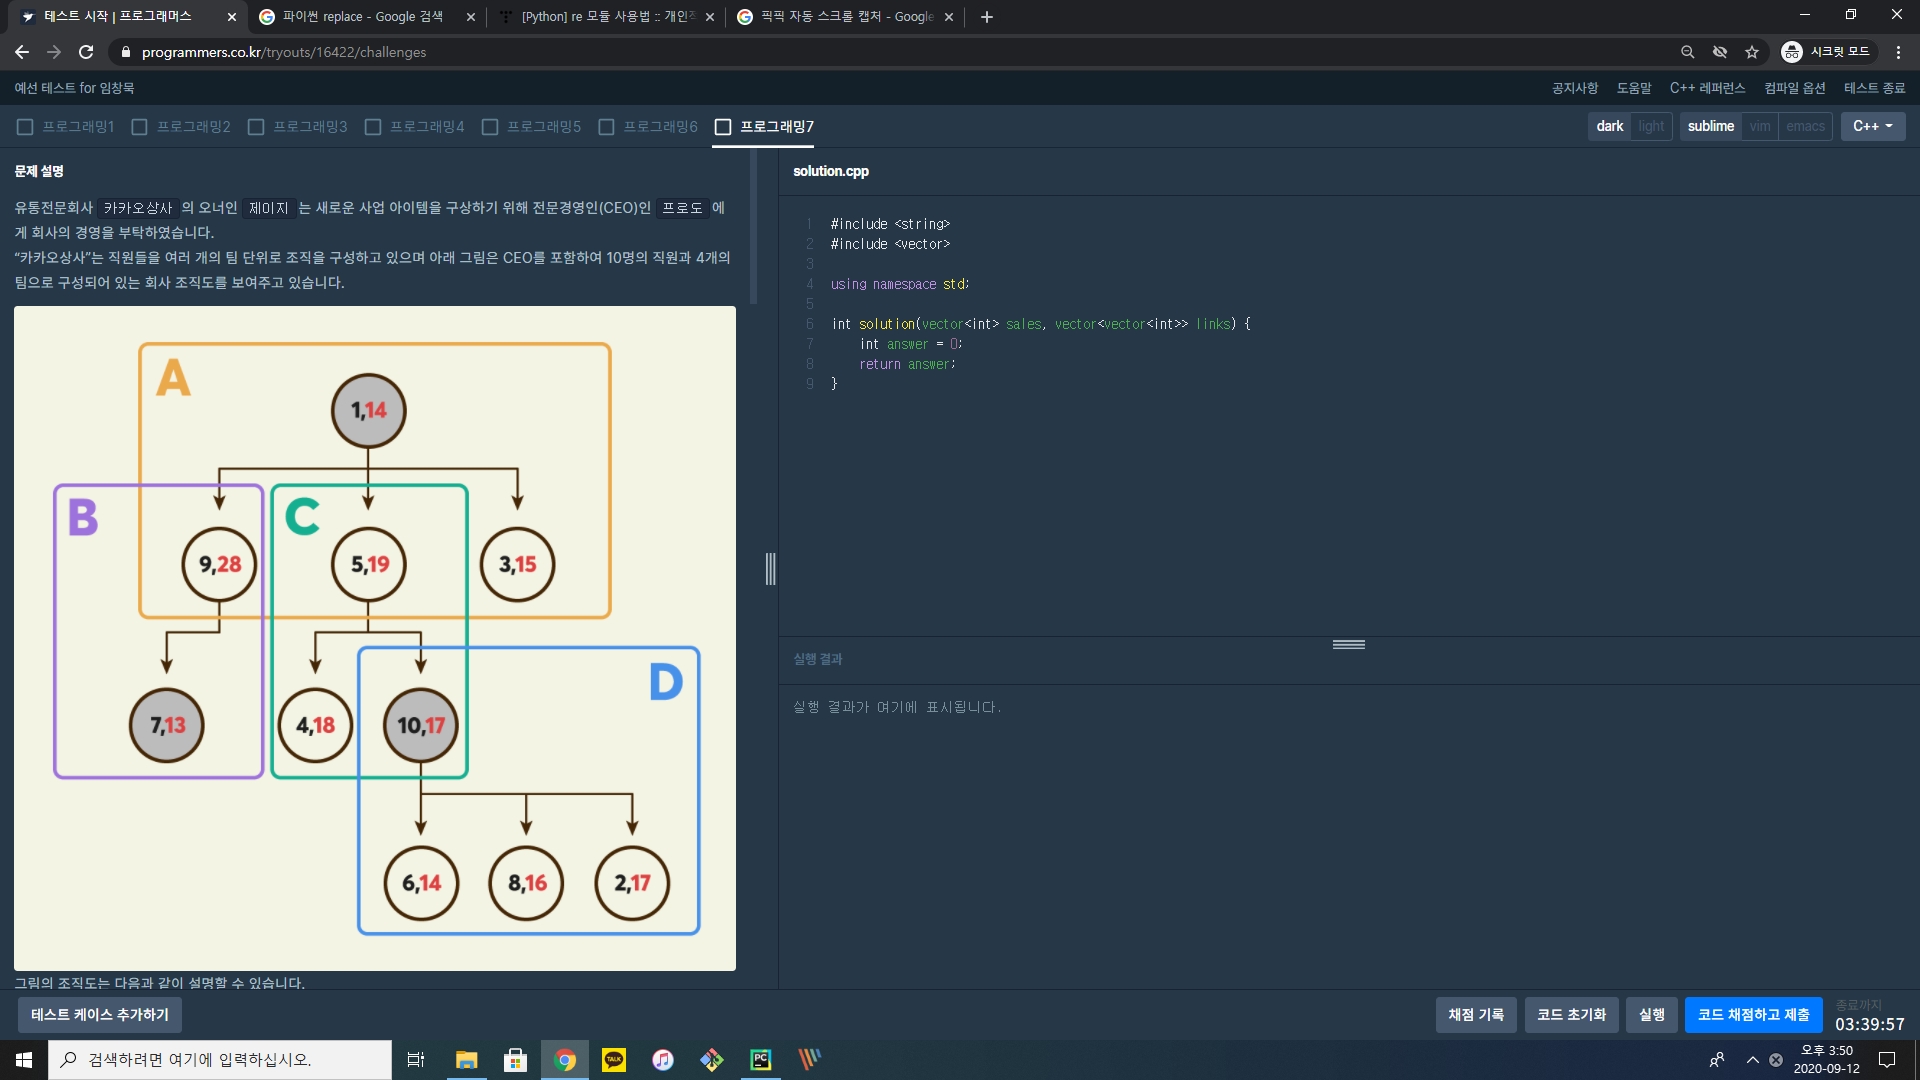 테스트 시작 | 프로그래머스
파이썬 replace - Google 검색
[Python] re 모듈 사용법 :: 개인적
픽픽 자동 스크롤 캡처 - Google
programmers.co.kr/tryouts/16422/challenges
시크릿 모드
예선 테스트 for 임창묵
공지사항 도움말 C++ 레퍼런스 컴파일 옵션 테스트 종료
프로그래밍1 프로그래밍2 프로그래밍3 프로그래밍4 프로그래밍5 프로그래밍6 프로그래밍7
dark light sublime vim emacs C++
문제 설명
유통전문회사 카카오상사 의 오너인 제이지 는 새로운 사업 아이템을 구상하기 위해 전문경영인(CEO)인 프로도 에
게 회사의 경영을 부탁하였습니다.
“카카오상사”는 직원들을 여러 개의 팀 단위로 조직을 구성하고 있으며 아래 그림은 CEO를 포함하여 10명의 직원과 4개의
팀으로 구성되어 있는 회사 조직도를 보여주고 있습니다.
A
1,14
B
C
9,28
5,19
3,15
D
7,13
4,18
10,17
6,14
8,16
2,17
그림의 조직도는 다음과 같이 설명할 수 있습니다.
solution.cpp
1 #include <string>
2 #include <vector>
3
4 using namespace std;
5
6 int solution(vector<int> sales, vector<vector<int>> links) {
7 int answer = 0;
8 return answer;
9 }
실행 결과
실행 결과가 여기에 표시됩니다.
테스트 케이스 추가하기
채점 기록
코드 초기화
실행
코드 채점하고 제출
종료까지
03:39:57
검색하려면 여기에 입력하십시오.
TALK
PC
오후 3:50
2020-09-12